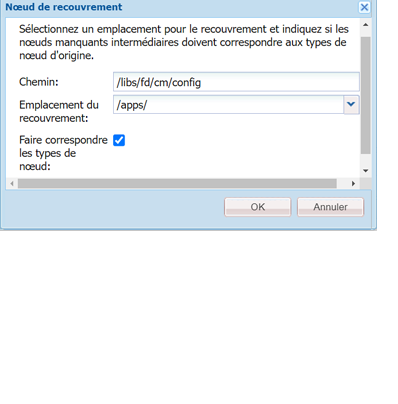 Nœud de recouvrement
Sélectionnez un emplacement pour le recouvrement et indiquez si les
nœuds manquants intermédiaires doivent correspondre aux types de
nœud d'origine.
Chemin:
/libs/fd/cm/config
Emplacement du
recouvrement:
/apps/
Faire correspondre
les types de
nœud:
OK
Annuler